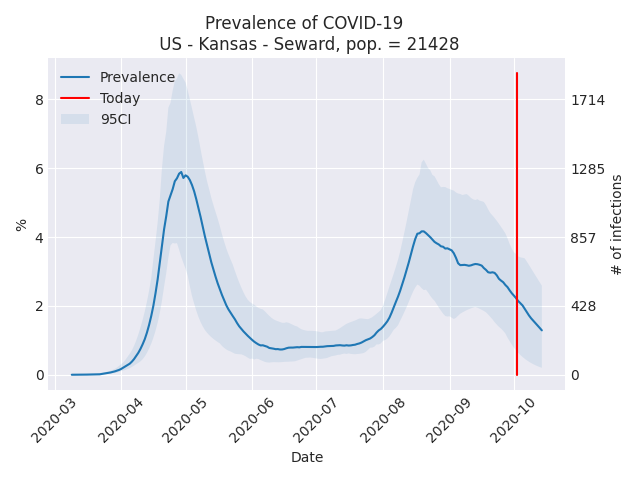 Prevalence of COVID-19
US - Kansas - Seward, pop. = 21428
Prevalence
Today
95CI
%
8
6
4
2
0
1714
1285
857
428
0
# of infections
2020-03
2020-04
2020-05
2020-06
2020-07
2020-08
2020-09
2020-10
Date